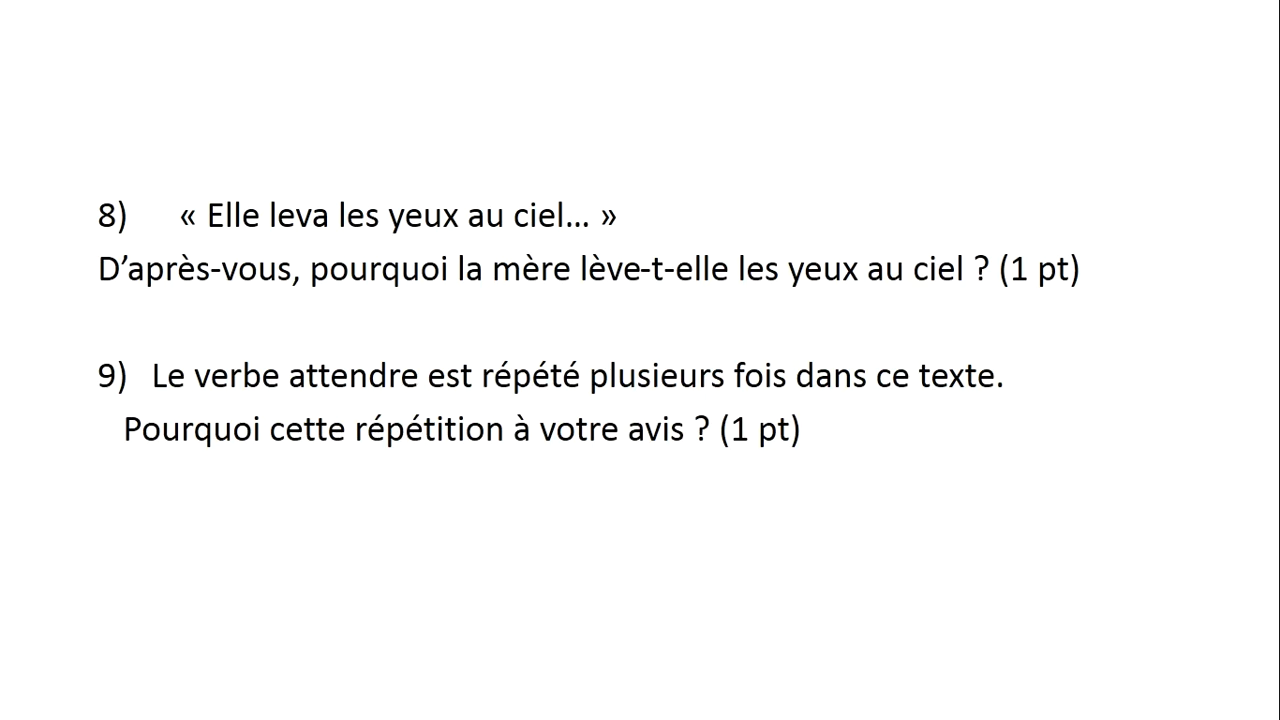 8) « Elle leva les yeux au ciel... »
D’après-vous, pourquoi la mère lève-t-elle les yeux au ciel ? (1 pt)
9) Le verbe attendre est répété plusieurs fois dans ce texte.
Pourquoi cette répétition à votre avis ? (1 pt)